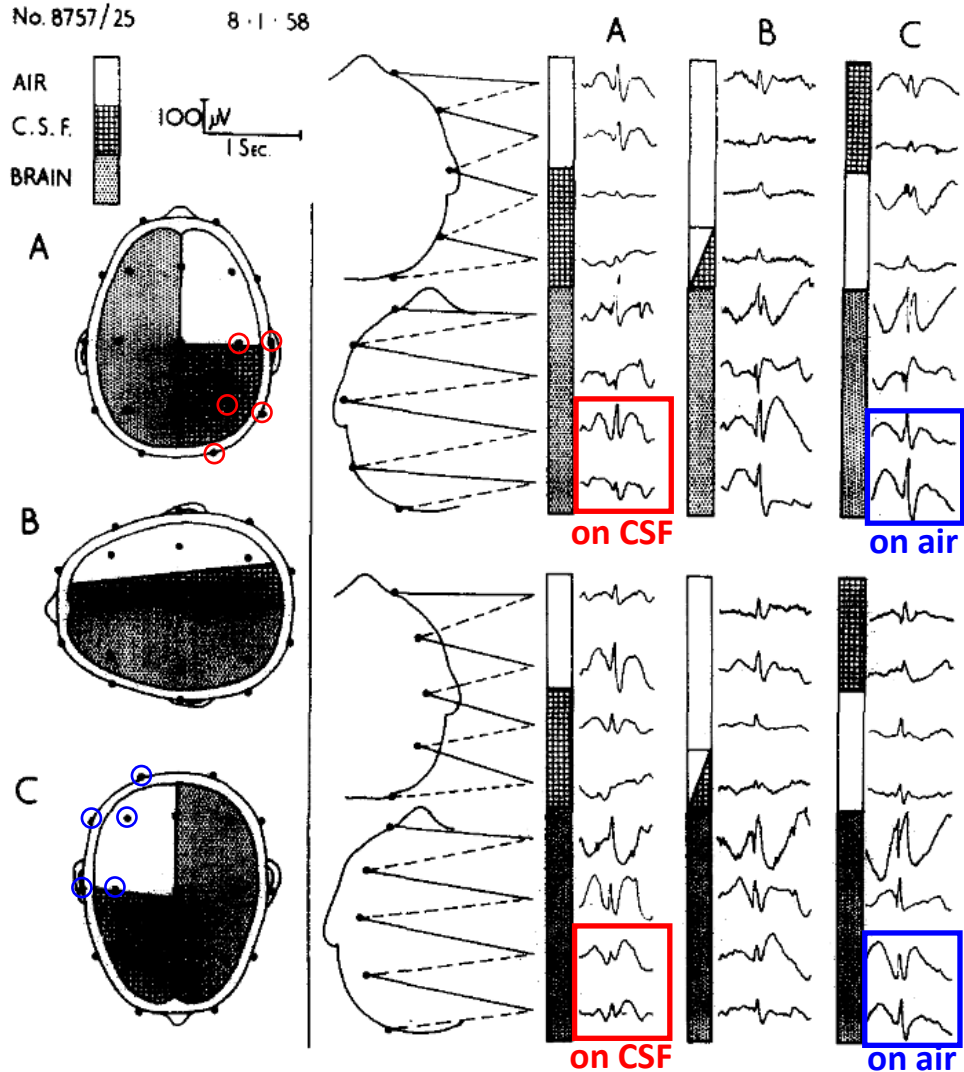 No. 8757/25 8·1·58
AIR
C.S.F.
BRAIN
100 μV
1 SEC.
A
B
C
A B C
on CSF
on air
on CSF
on air